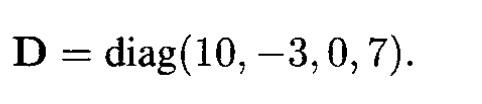 D = diag(10, −3, 0, 7).